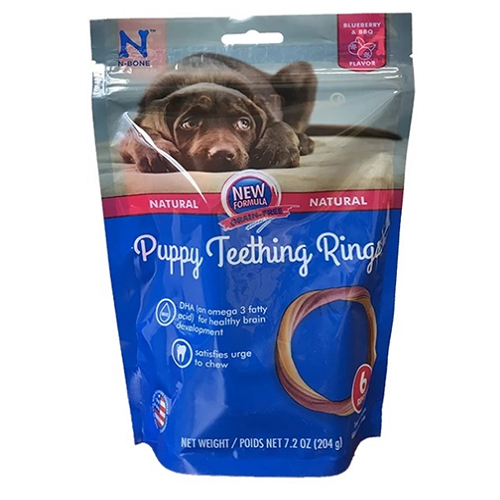 N™
N-BONE
BLUEBERRY
& BBQ
FLAVOR
NATURAL
NEW
FORMULA
GRAIN-FREE
NATURAL
Puppy Teething Rings
DHA (an omega 3 fatty
acid) for healthy brain
development
satisfies urge
to chew
6
NET WEIGHT / POIDS NET 7.2 OZ (204 g)